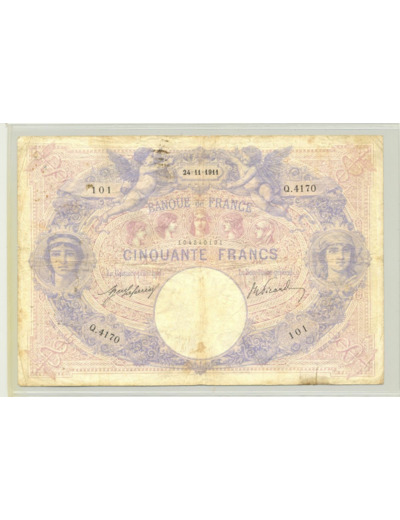 24-11-1911
101 Q.4170
BANQUE DE FRANCE
CINQUANTE FRANCS
Q.4170 101